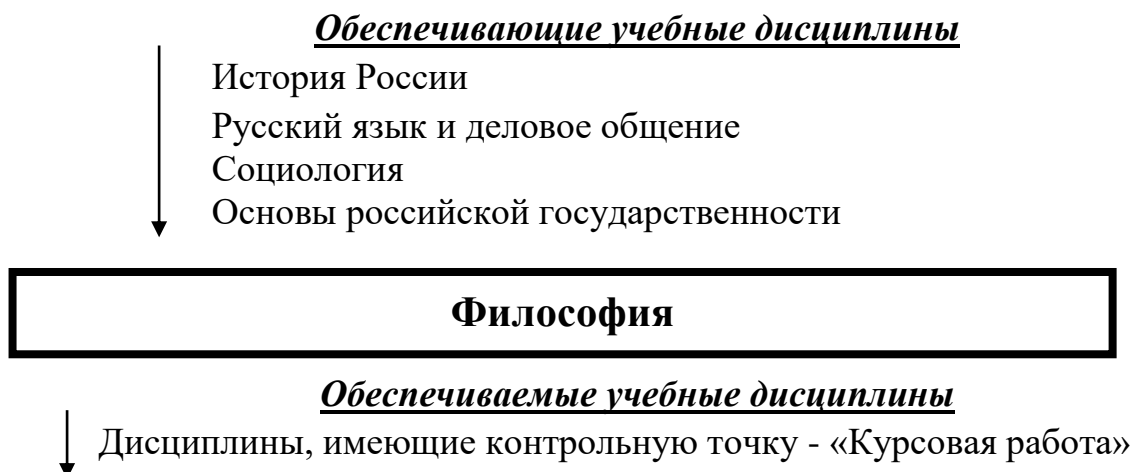 Обеспечивающие учебные дисциплины
История России
Русский язык и деловое общение
Социология
Основы российской государственности
Философия
Обеспечиваемые учебные дисциплины
Дисциплины, имеющие контрольную точку - «Курсовая работа»